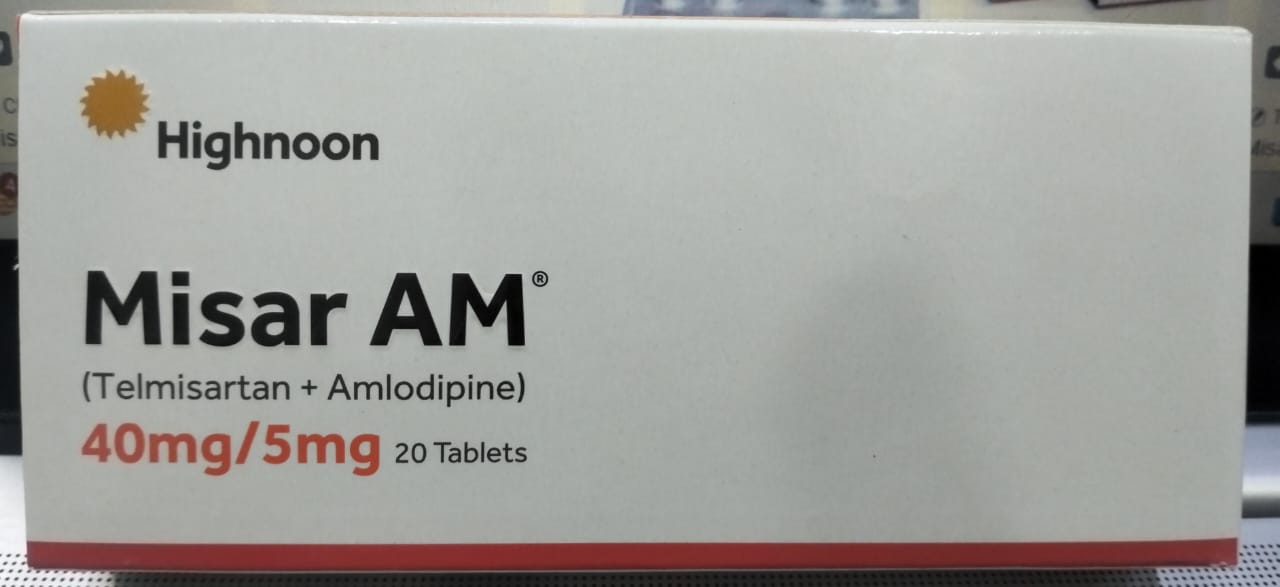 Highnoon
Misar AM®
(Telmisartan + Amlodipine)
40mg/5mg 20 Tablets